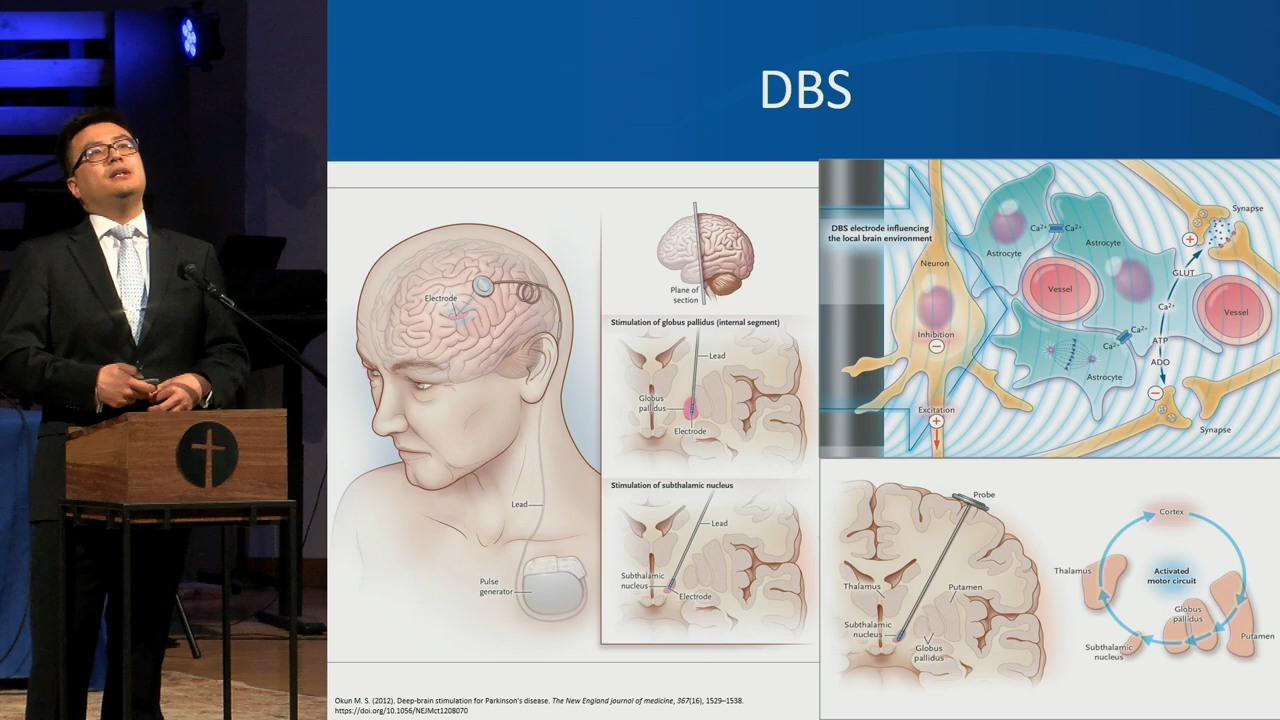 DBS
Electrode
Lead
Pulse
generator
Plane of
section
Stimulation of globus pallidus (internal segment)
Lead
Globus
pallidus
Electrode
Stimulation of subthalamic nucleus
Lead
Subthalamic
nucleus
Electrode
DBS electrode influencing
the local brain environment
Neuron
Inhibition
Excitation
Astrocyte
Ca²⁺
Ca²⁺
Astrocyte
Vessel
Ca²⁺
Ca²⁺
Astrocyte
Synapse
GLUT
Vessel
Ca²⁺
ATP
ADO
Synapse
Probe
Thalamus
Putamen
Subthalamic
nucleus
Globus
pallidus
Cortex
Thalamus
Activated
motor circuit
Globus
pallidus
Putamen
Subthalamic
nucleus
Okun M. S. (2012). Deep-brain stimulation for Parkinson's disease. The New England journal of medicine, 367(16), 1529–1538.
https://doi.org/10.1056/NEJMct1208070